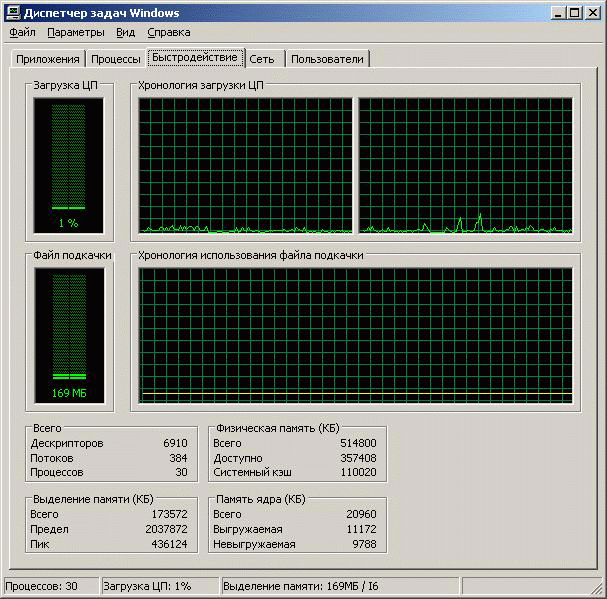 Диспетчер задач Windows
Файл Параметры Вид Справка
Приложения Процессы Быстродействие Сеть Пользователи
Загрузка ЦП
1 %
Хронология загрузки ЦП
Файл подкачки
169 МБ
Хронология использования файла подкачки
Всего
Дескрипторов 6910
Потоков 384
Процессов 30
Физическая память (КБ)
Всего 514800
Доступно 357408
Системный кэш 110020
Выделение памяти (КБ)
Всего 173572
Предел 2037872
Пик 436124
Память ядра (КБ)
Всего 20960
Выгружаемая 11172
Невыгружаемая 9788
Процессов: 30 Загрузка ЦП: 1% Выделение памяти: 169МБ / 16